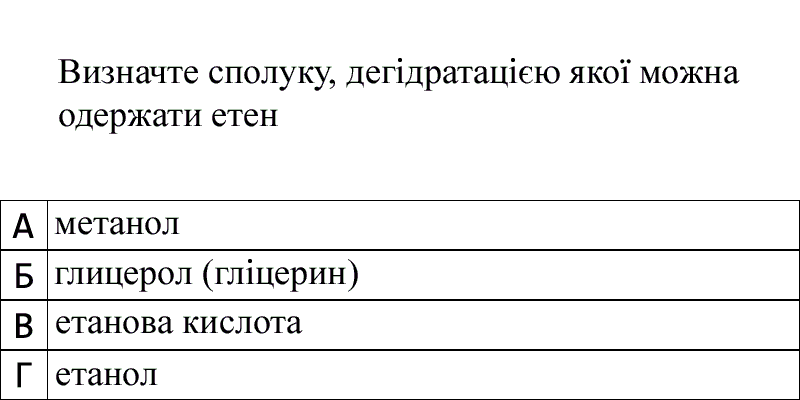 Визначте сполуку, дегідратацією якої можна
одержати етен
А метанол
Б глицерол (гліцерин)
В етанова кислота
Г етанол